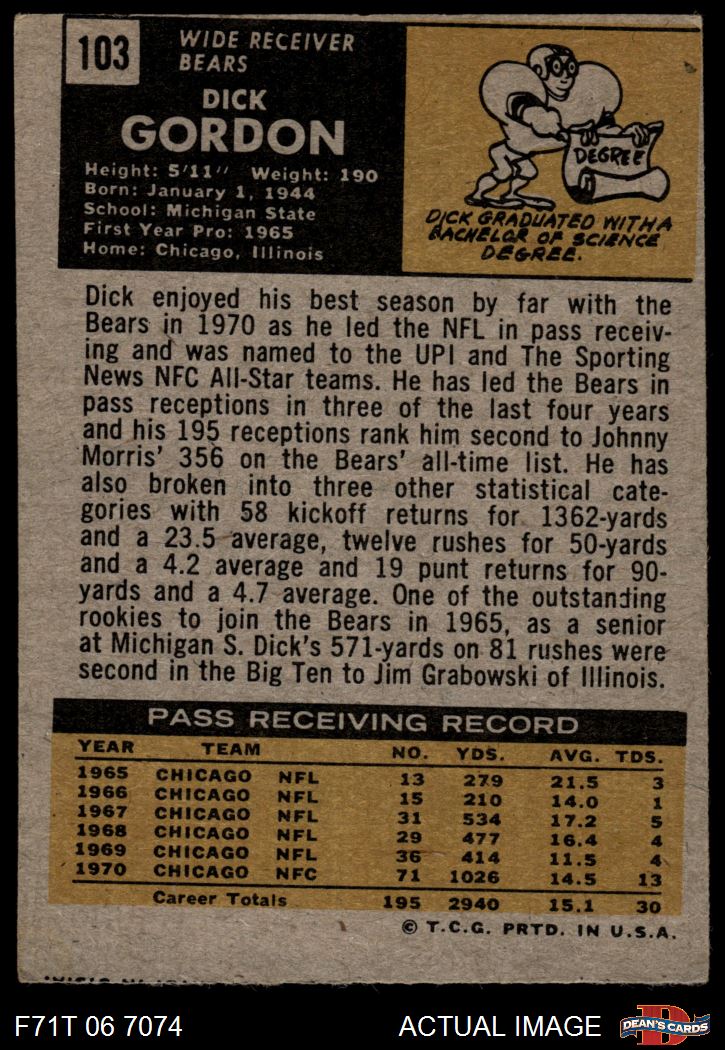 103
WIDE RECEIVER
BEARS
DICK
GORDON
Height: 5'11" Weight: 190
Born: January 1, 1944
School: Michigan State
First Year Pro: 1965
Home: Chicago, Illinois
DEGREE
DICK GRADUATED WITH A
BACHELOR OF SCIENCE
DEGREE.
Dick enjoyed his best season by far with the
Bears in 1970 as he led the NFL in pass receiv-
ing and was named to the UPI and The Sporting
News NFC All-Star teams. He has led the Bears in
pass receptions in three of the last four years
and his 195 receptions rank him second to Johnny
Morris' 356 on the Bears' all-time list. He has
also broken into three other statistical cate-
gories with 58 kickoff returns for 1362-yards
and a 23.5 average, twelve rushes for 50-yards
and a 4.2 average and 19 punt returns for 90-
yards and a 4.7 average. One of the outstanding
rookies to join the Bears in 1965, as a senior
at Michigan S. Dick's 571-yards on 81 rushes were
second in the Big Ten to Jim Grabowski of Illinois.
PASS RECEIVING RECORD
YEAR TEAM NO. YDS. AVG. TDS.
1965 CHICAGO NFL 13 279 21.5 3
1966 CHICAGO NFL 15 210 14.0 1
1967 CHICAGO NFL 31 534 17.2 5
1968 CHICAGO NFL 29 477 16.4 4
1969 CHICAGO NFL 36 414 11.5 4
1970 CHICAGO NFC 71 1026 14.5 13
Career Totals 195 2940 15.1 30
© T.C.G. PRTD. IN U.S.A.
F71T 06 7074
ACTUAL IMAGE
DEAN'S CARDS